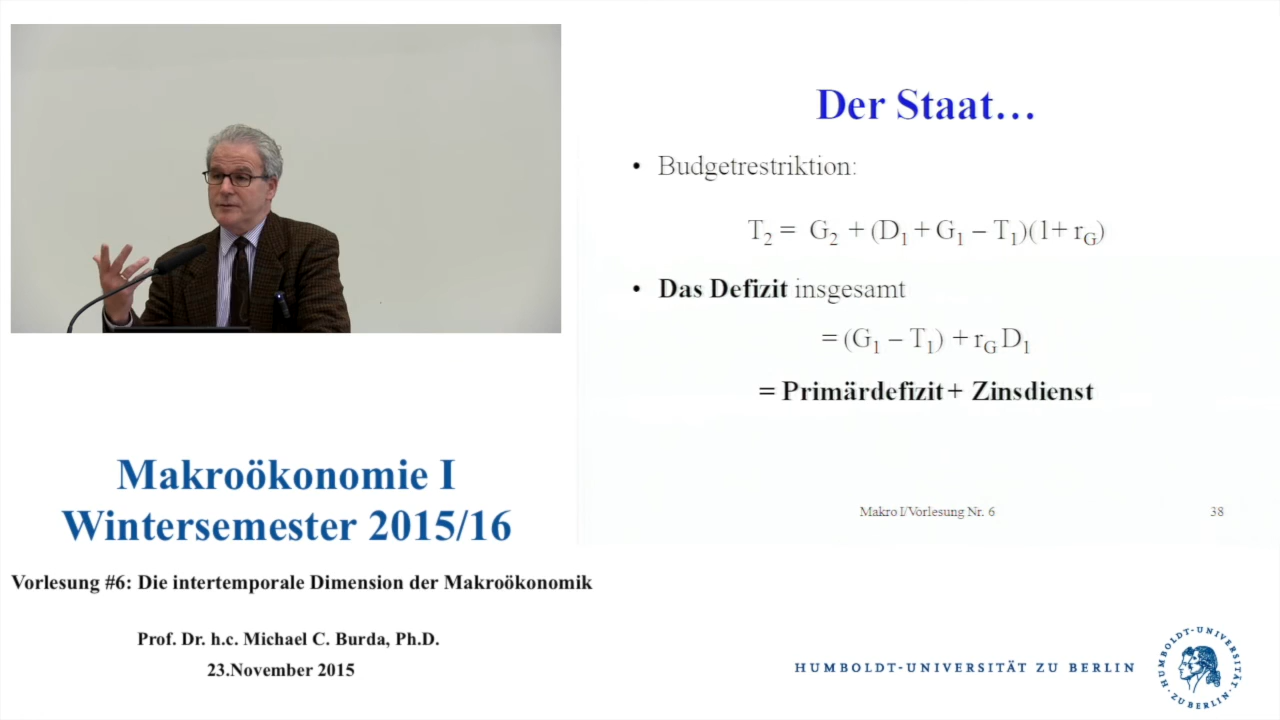 Der Staat…
• Budgetrestriktion:
T₂ = G₂ + (D₁ + G₁ – T₁)(1+ r_G)
• Das Defizit insgesamt
= (G₁ – T₁) + r_G D₁
= Primärdefizit + Zinsdienst
Makro I/Vorlesung Nr. 6
38
Makroökonomie I
Wintersemester 2015/16
Vorlesung #6: Die intertemporale Dimension der Makroökonomik
Prof. Dr. h.c. Michael C. Burda, Ph.D.
23.November 2015
HUMBOLDT-UNIVERSITÄT ZU BERLIN
HUMBOLDT-UNIVERSITÄT ZU BERLIN